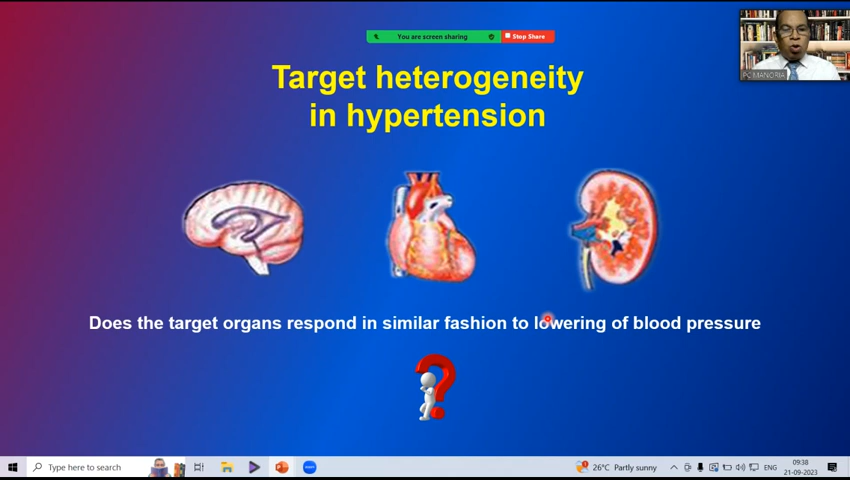 You are screen sharing
Stop Share
PC MANORIA
Target heterogeneity
in hypertension
Does the target organs respond in similar fashion to lowering of blood pressure
?
Type here to search
26°C Partly sunny
ENG
09:38
21-09-2023